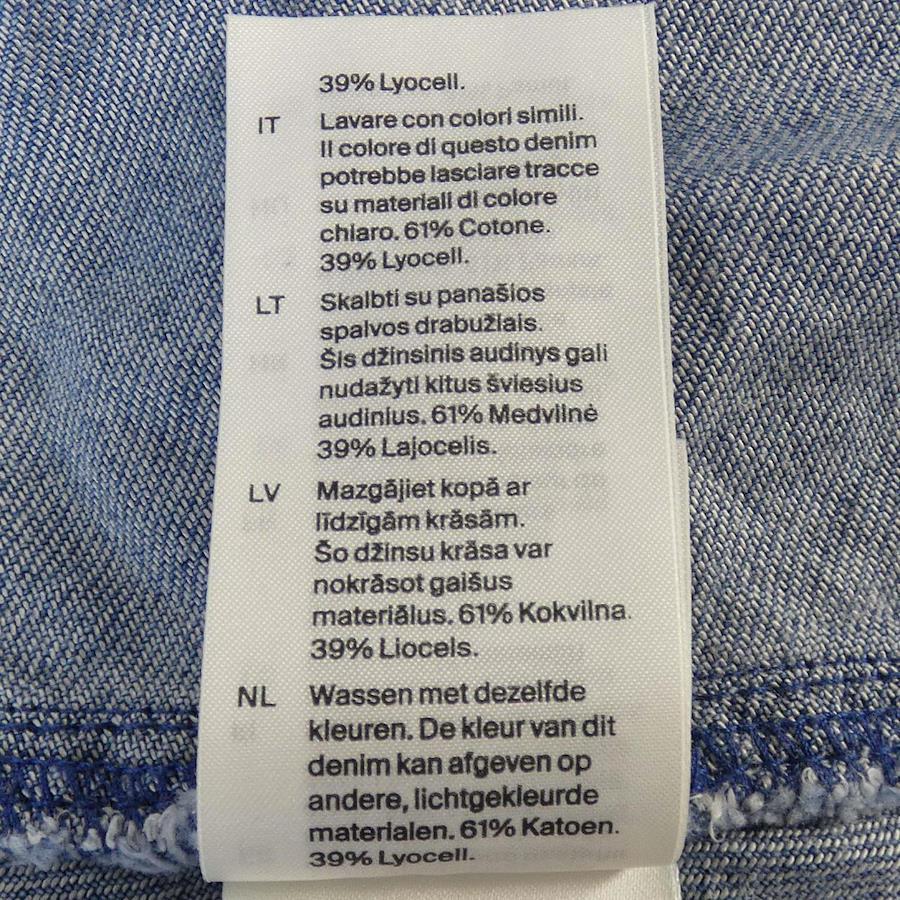 39% Lyocell.
IT Lavare con colori simili.
Il colore di questo denim
potrebbe lasciare tracce
su materiali di colore
chiaro. 61% Cotone.
39% Lyocell.
LT Skalbti su panašios
spalvos drabužiais.
Šis džinsinis audinys gali
nudažyti kitus šviesius
audinius. 61% Medvilnė
39% Lajocelis.
LV Mazgājiet kopā ar
līdzīgām krāsām.
Šo džinsu krāsa var
nokrāsot gaišus
materiālus. 61% Kokvilna.
39% Liocels.
NL Wassen met dezelfde
kleuren. De kleur van dit
denim kan afgeven op
andere, lichtgekleurde
materialen. 61% Katoen.
39% Lyocell.